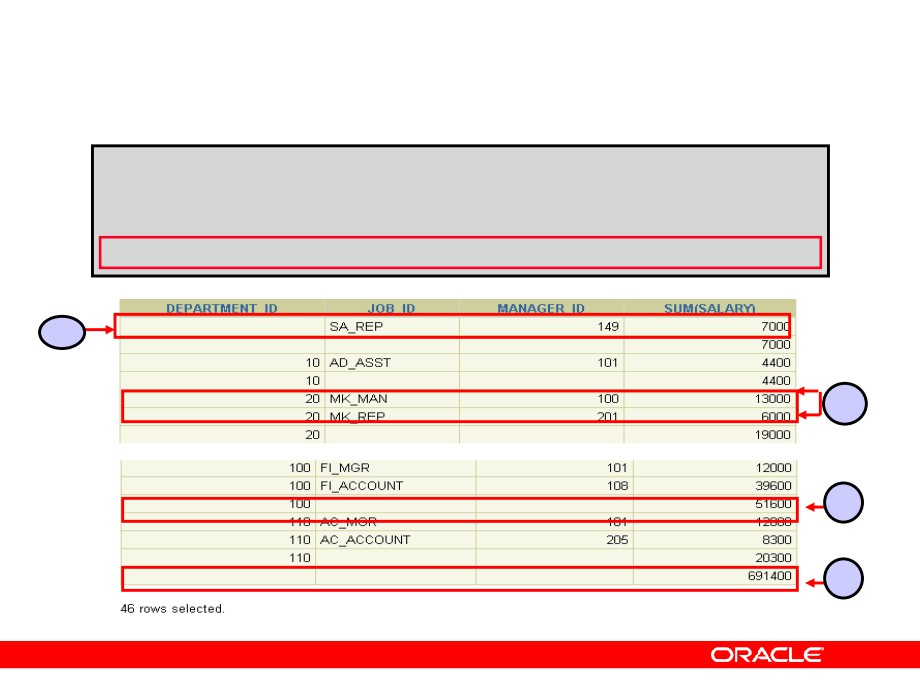 DEPARTMENT_ID JOB_ID MANAGER_ID SUM(SALARY)
SA_REP 149 7000
7000
10 AD_ASST 101 4400
10 4400
20 MK_MAN 100 13000
20 MK_REP 201 6000
20 19000
100 FI_MGR 101 12000
100 FI_ACCOUNT 108 39600
100 51600
110 AC_MGR 101 12000
110 AC_ACCOUNT 205 8300
110 20300
691400
46 rows selected.
ORACLE